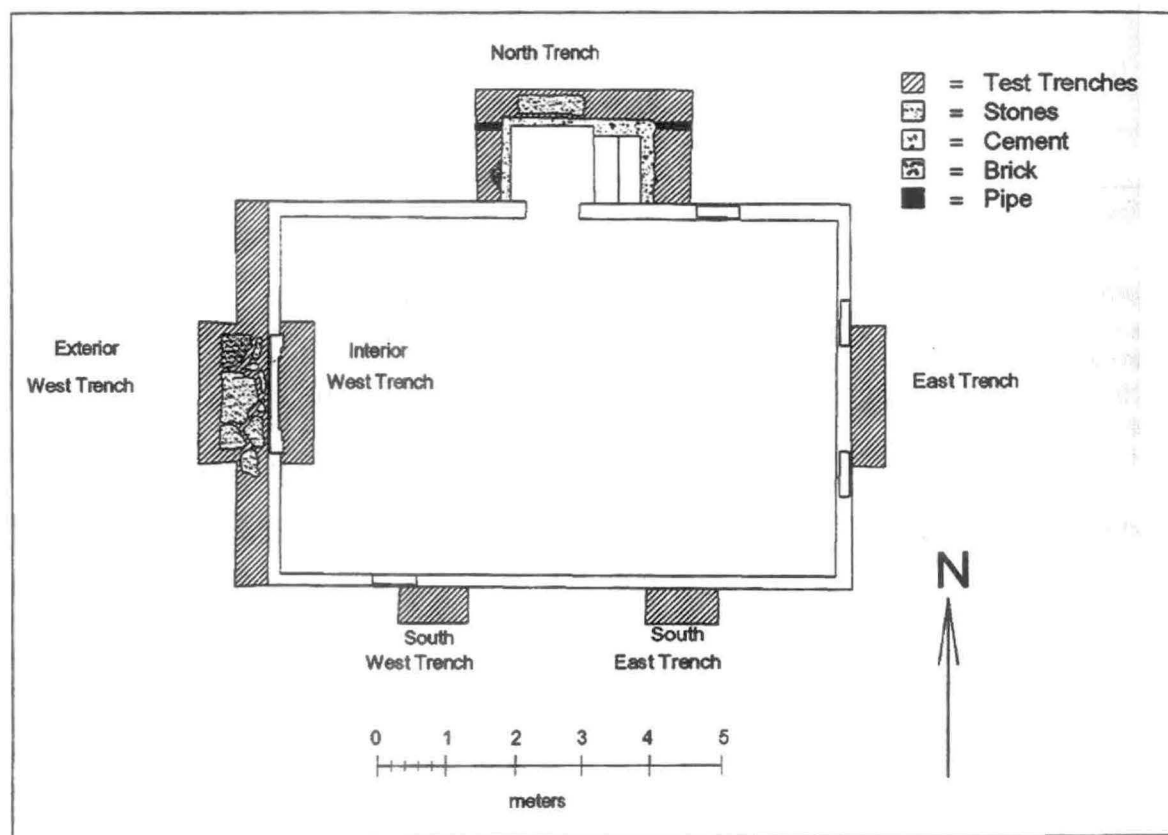 North Trench
= Test Trenches
= Stones
= Cement
= Brick
= Pipe
Exterior
West Trench
Interior
West Trench
East Trench
South
West Trench
South
East Trench
N
0 1 2 3 4 5
meters